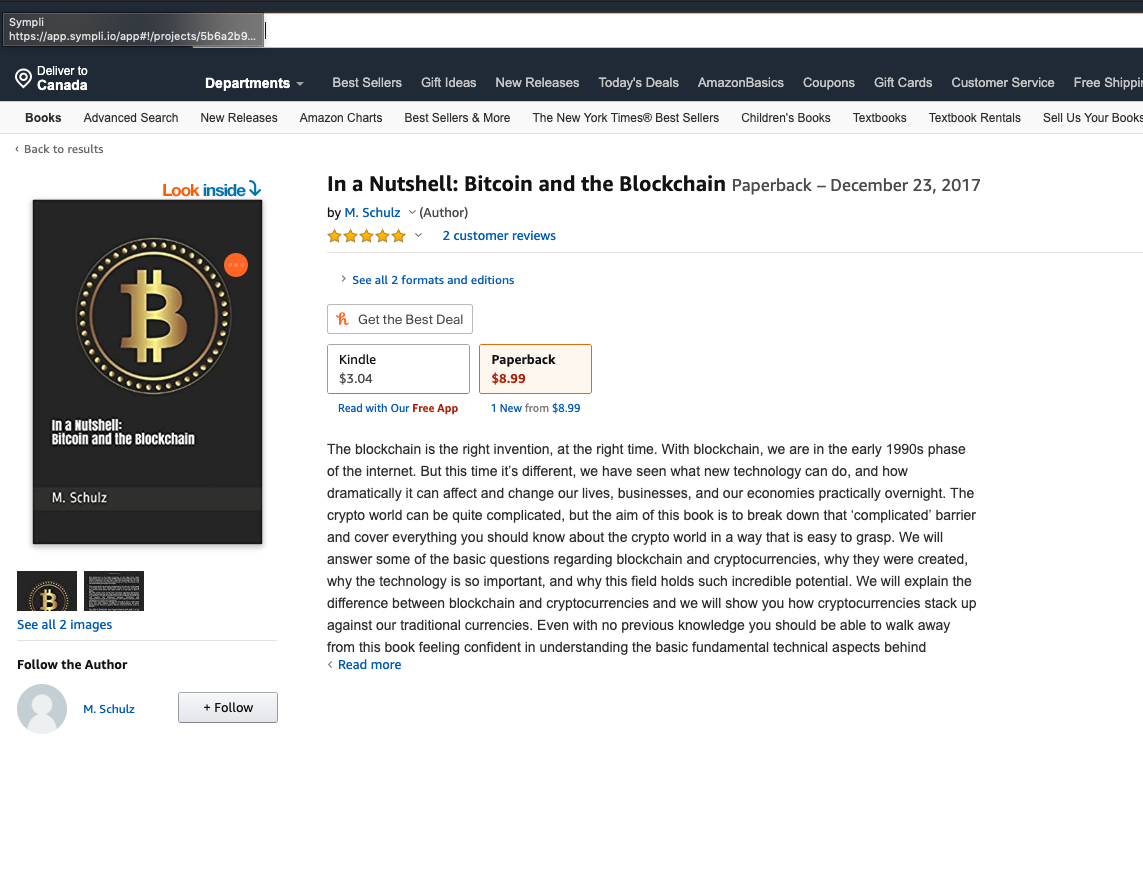 Sympli
https://app.sympli.io/app#!/projects/5b6a2b9...
Deliver to
Canada
Departments
Best Sellers
Gift Ideas
New Releases
Today's Deals
AmazonBasics
Coupons
Gift Cards
Customer Service
Free Shippin
Books
Advanced Search
New Releases
Amazon Charts
Best Sellers & More
The New York Times® Best Sellers
Children's Books
Textbooks
Textbook Rentals
Sell Us Your Books
‹ Back to results
Look inside
In a Nutshell:
Bitcoin and the Blockchain
M. Schulz
See all 2 images
Follow the Author
M. Schulz
+ Follow
In a Nutshell: Bitcoin and the Blockchain Paperback – December 23, 2017
by M. Schulz (Author)
2 customer reviews
See all 2 formats and editions
Get the Best Deal
Kindle
$3.04
Paperback
$8.99
Read with Our Free App
1 New from $8.99
The blockchain is the right invention, at the right time. With blockchain, we are in the early 1990s phase
of the internet. But this time it’s different, we have seen what new technology can do, and how
dramatically it can affect and change our lives, businesses, and our economies practically overnight. The
crypto world can be quite complicated, but the aim of this book is to break down that ‘complicated’ barrier
and cover everything you should know about the crypto world in a way that is easy to grasp. We will
answer some of the basic questions regarding blockchain and cryptocurrencies, why they were created,
why the technology is so important, and why this field holds such incredible potential. We will explain the
difference between blockchain and cryptocurrencies and we will show you how cryptocurrencies stack up
against our traditional currencies. Even with no previous knowledge you should be able to walk away
from this book feeling confident in understanding the basic fundamental technical aspects behind
Read more